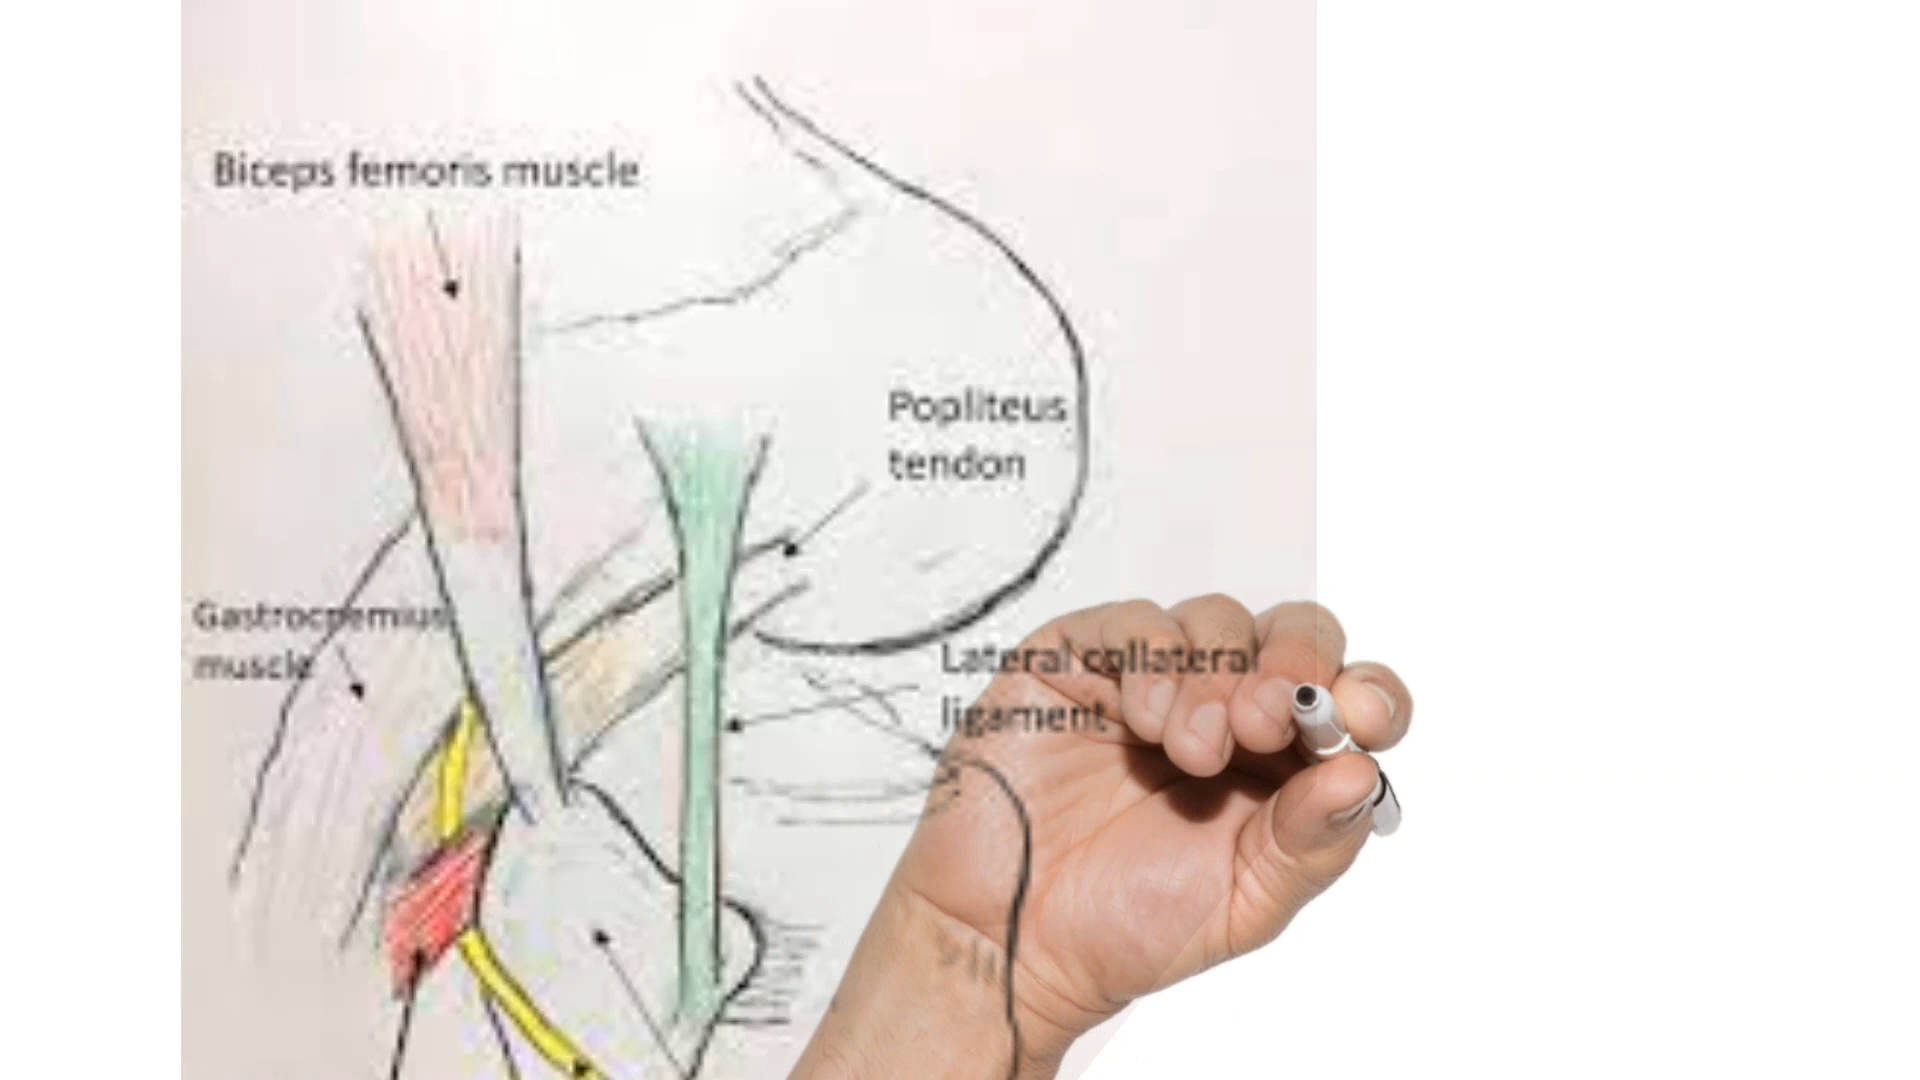 Biceps femoris muscle
Popliteus
tendon
Gastrocnemius
muscle
Lateral collateral
ligament